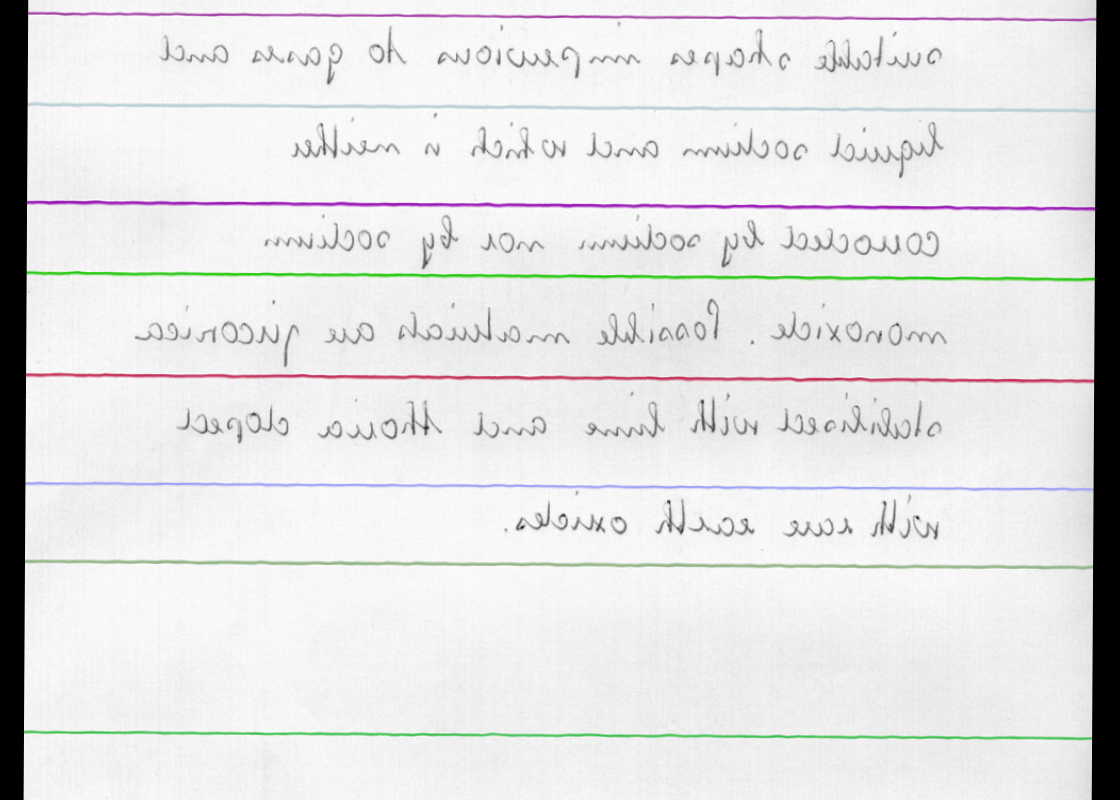 suitable shapes impervious to gases and
liquid sodium and which is neither
corroded by sodium nor by sodium
monoxide. Possible materials are zirconia
stabilised with lime and thoria doped
with rare earth oxides.